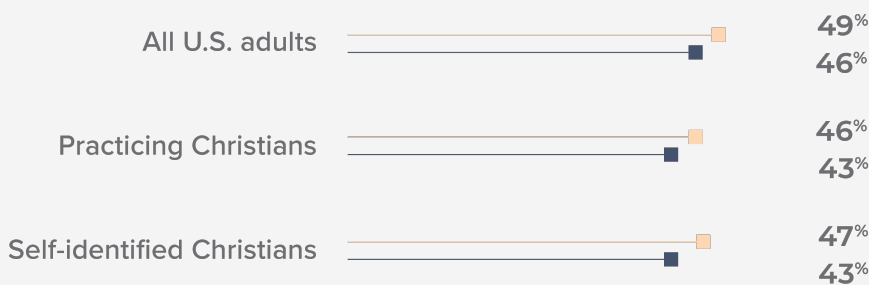 All U.S. adults
49%
46%
Practicing Christians
46%
43%
Self-identified Christians
47%
43%